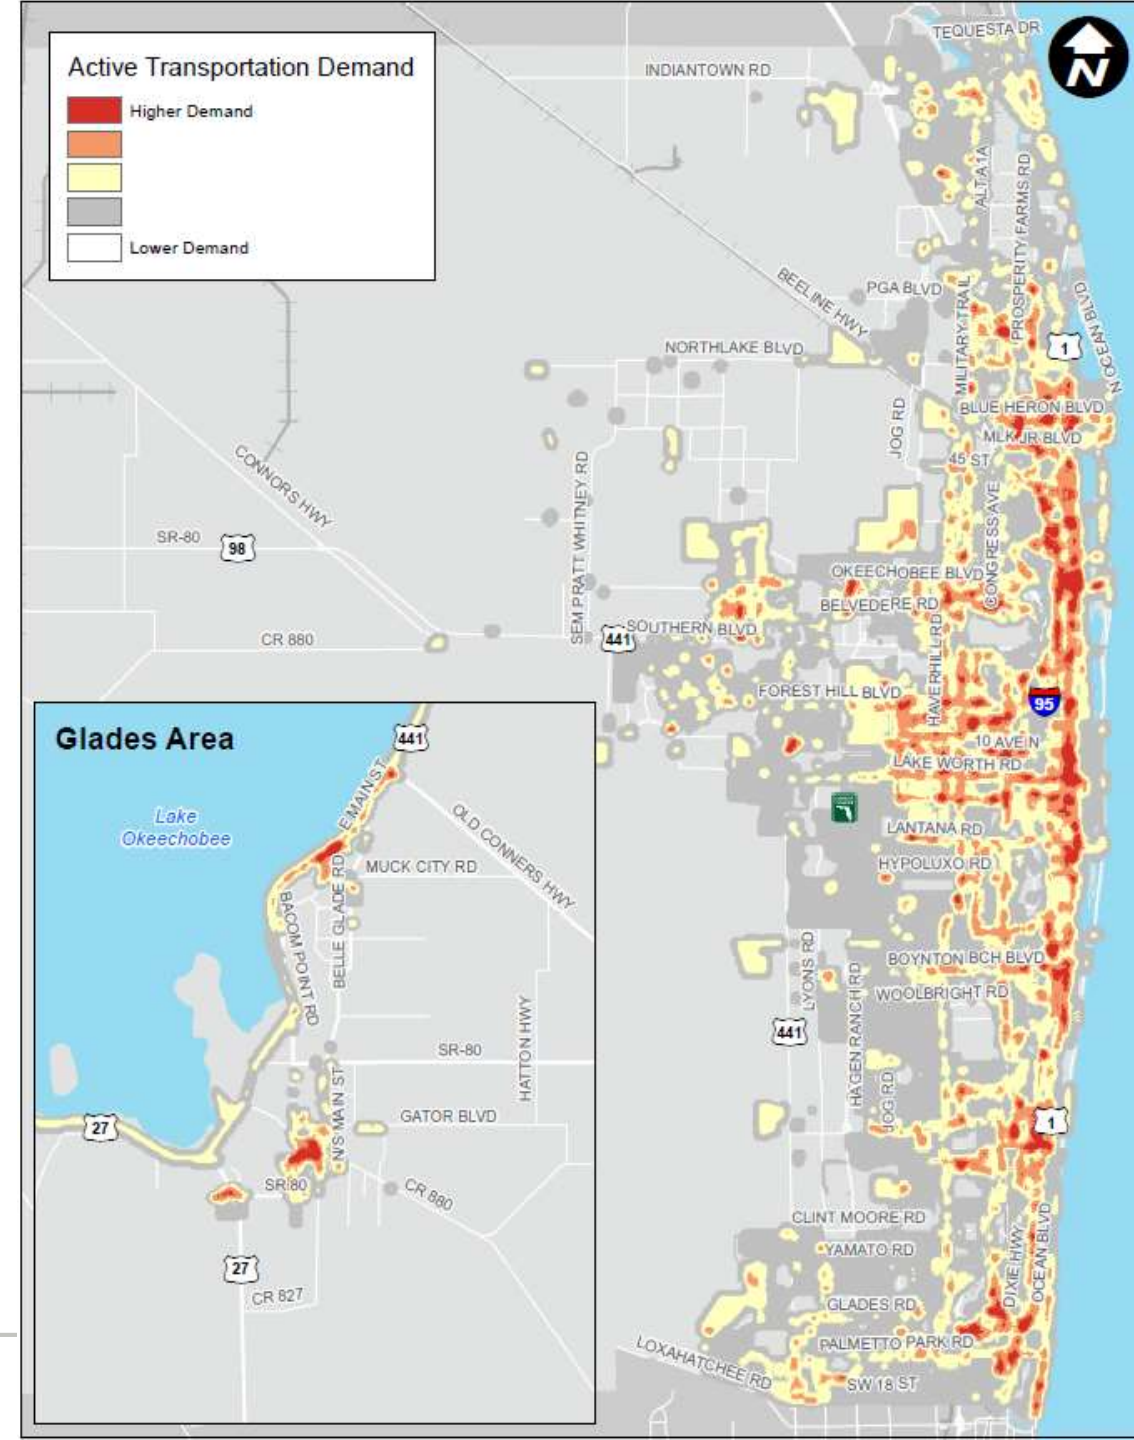 Active Transportation Demand
Higher Demand
Lower Demand
N
TEQUESTA DR
INDIANTOWN RD
ALT A1A
PROSPERITY FARMS RD
BEELINE HWY
PGA BLVD
MILITARY TRAIL
N OCEAN BLVD
1
NORTHLAKE BLVD
JOG RD
BLUE HERON BLVD
MLK JR BLVD
45 ST
CONNORS HWY
SEM PRATT WHITNEY RD
CONGRESS AVE
SR-80
98
OKEECHOBEE BLVD
BELVEDERE RD
CR 880
441
SOUTHERN BLVD
HAVERHILL RD
FOREST HILL BLVD
95
10 AVE N
LAKE WORTH RD
LANTANA RD
HYPOLUXO RD
BOYNTON BCH BLVD
LYONS RD
HAGEN RANCH RD
WOOLBRIGHT RD
441
JOG RD
1
CLINT MOORE RD
YAMATO RD
DIXIE HWY
OCEAN BLVD
GLADES RD
PALMETTO PARK RD
LOXAHATCHEE RD
SW 18 ST
Glades Area
441
Lake
Okeechobee
E MAIN ST
OLD CONNERS HWY
MUCK CITY RD
BACOM POINT RD
BELLE GLADE RD
HATTON HWY
SR-80
N/S MAIN ST
GATOR BLVD
27
SR 80
CR 880
27
CR 827